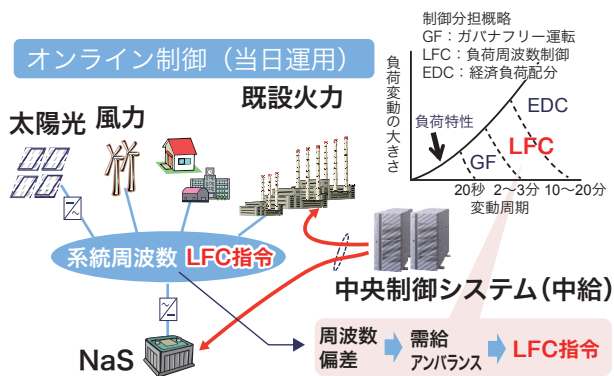 制御分担概略
GF：ガバナフリー運転
LFC：負荷周波数制御
EDC：経済負荷配分
オンライン制御（当日運用）
負荷変動の大きさ
負荷特性
EDC
LFC
GF
20秒 2～3分 10～20分
変動周期
太陽光
風力
既設火力
系統周波数 LFC指令
中央制御システム（中給）
NaS
周波数
偏差
需給
アンバランス
LFC指令